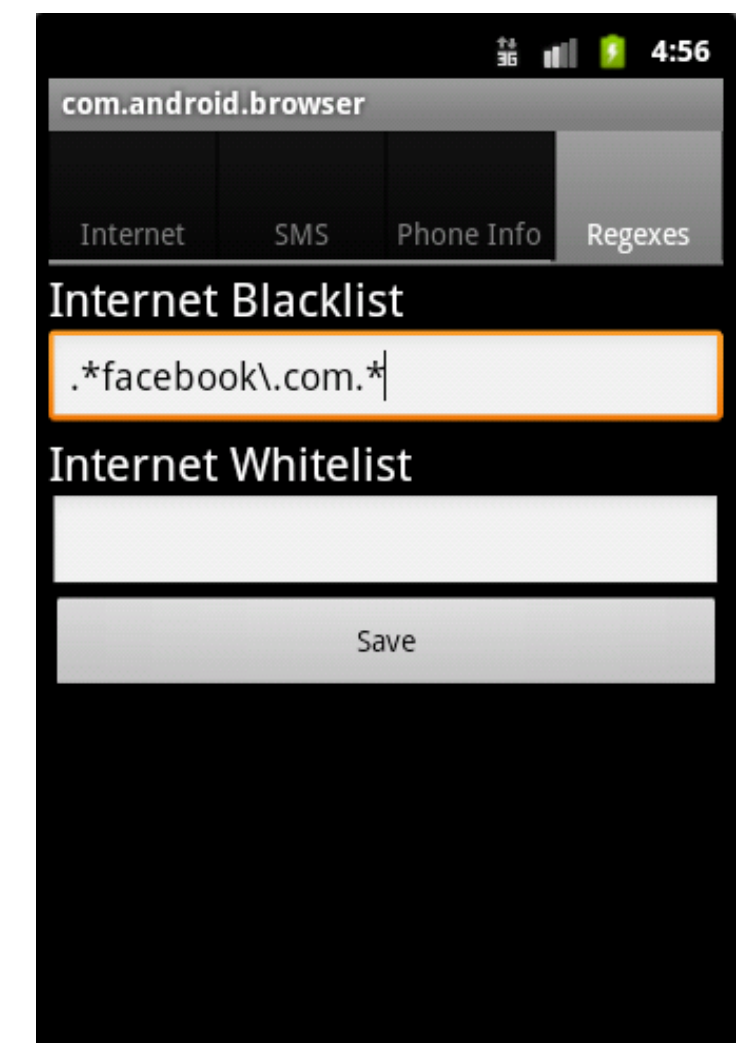 3G 4:56
com.android.browser
Internet SMS Phone Info Regexes
Internet Blacklist
.*facebook\.com.*
Internet Whitelist
Save